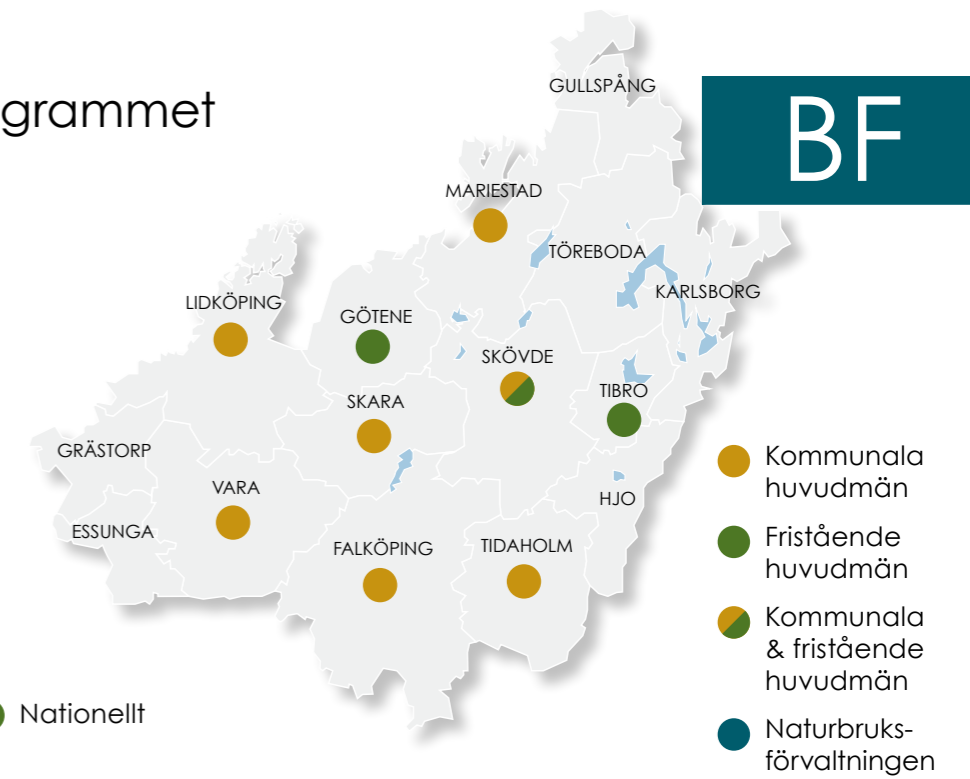 grammet
BF
GULLSPÅNG
MARIESTAD
TÖREBODA
KARLSBORG
LIDKÖPING
GÖTENE
SKÖVDE
TIBRO
SKARA
GRÄSTORP
VARA
HJO
ESSUNGA
FALKÖPING
TIDAHOLM
Kommunala
huvudmän
Fristående
huvudmän
Kommunala
& fristående
huvudmän
Naturbruks-
förvaltningen
Nationellt